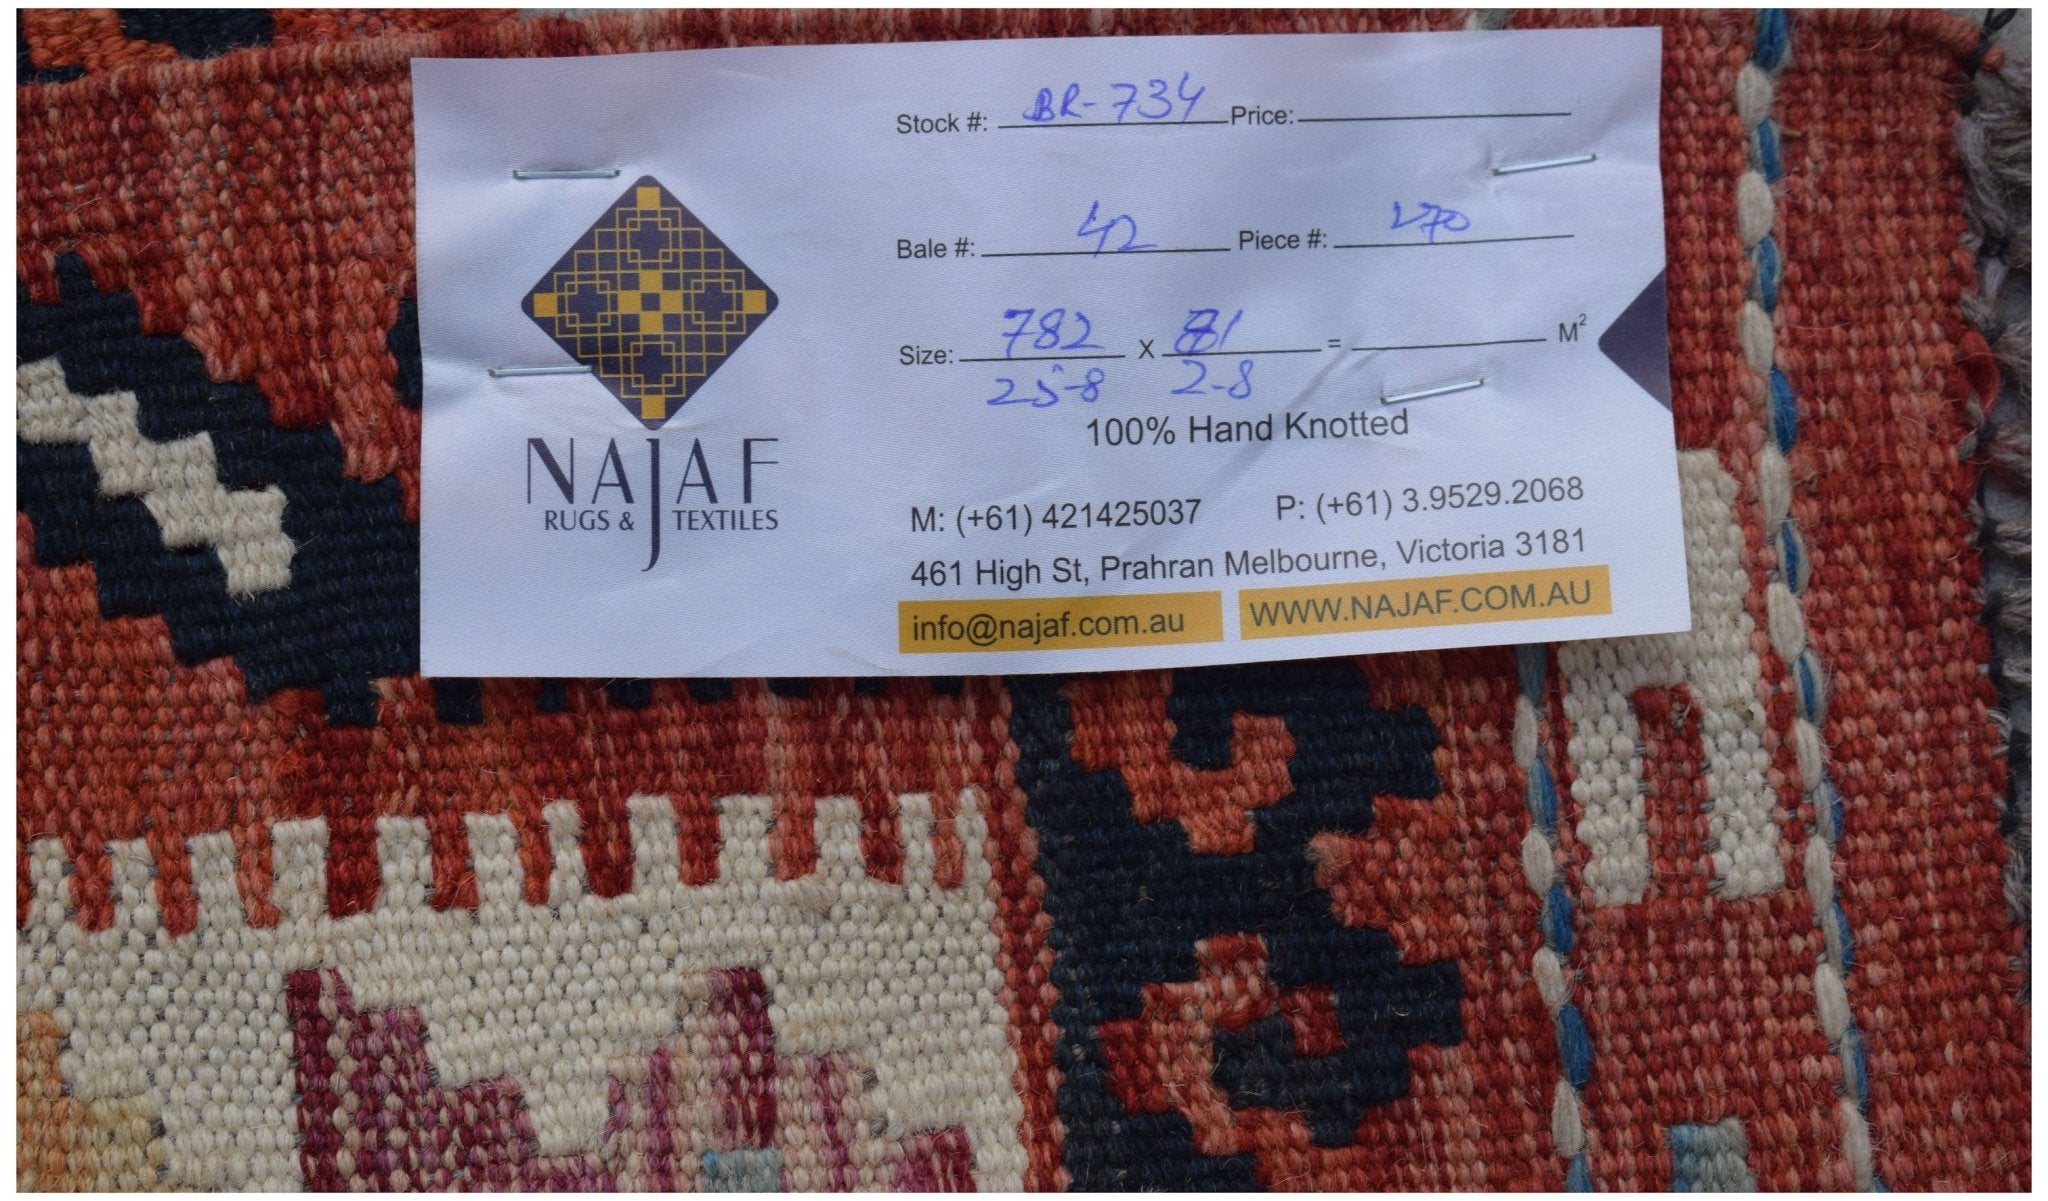 Stock #: BR-734 Price:
Bale #: 42 Piece #: 270
Size: 782 x 81 = M²
25-8 2-8
100% Hand Knotted
NAJAF
RUGS & TEXTILES
M: (+61) 421425037 P: (+61) 3.9529.2068
461 High St, Prahran Melbourne, Victoria 3181
info@najaf.com.au WWW.NAJAF.COM.AU